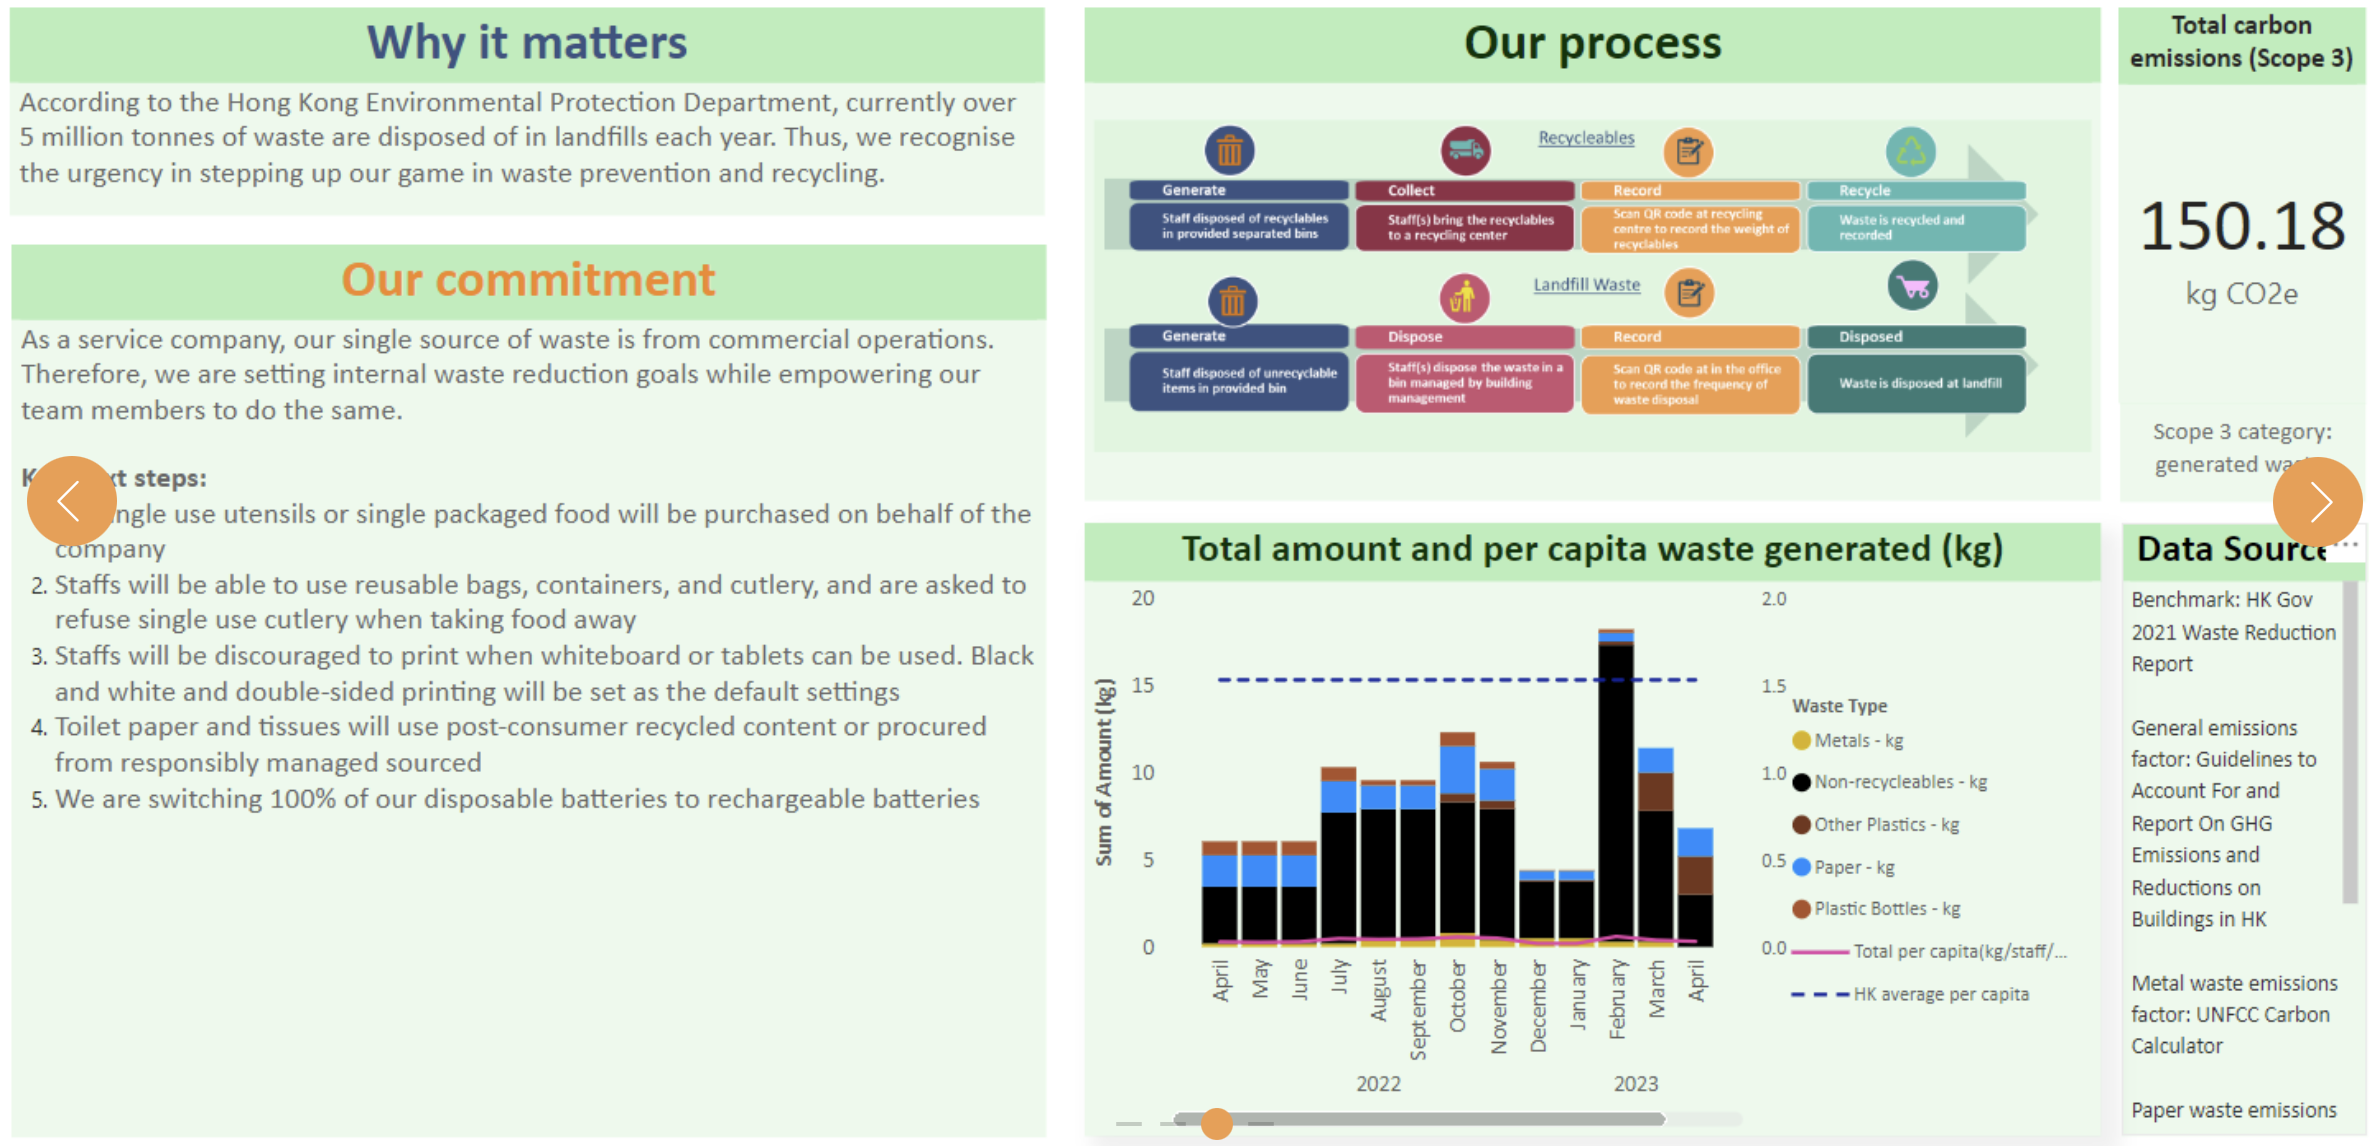 Why it matters
According to the Hong Kong Environmental Protection Department, currently over
5 million tonnes of waste are disposed of in landfills each year. Thus, we recognise
the urgency in stepping up our game in waste prevention and recycling.
Our commitment
As a service company, our single source of waste is from commercial operations.
Therefore, we are setting internal waste reduction goals while empowering our
team members to do the same.
steps:
use utensils or single packaged food will be purchased on behalf of the
company
2. Staffs will be able to use reusable bags, containers, and cutlery, and are asked to
refuse single use cutlery when taking food away
3. Staffs will be discouraged to print when whiteboard or tablets can be used. Black
and white and double-sided printing will be set as the default settings
4. Toilet paper and tissues will use post-consumer recycled content or procured
from responsibly managed sourced
5. We are switching 100% of our disposable batteries to rechargeable batteries
Our process
Recycleables
Generate
Staff disposed of recyclables
in provided separated bins
Collect
Staff(s) bring the recyclables
to a recycling center
Record
Scan QR code at recycling
centre to record the weight of
recyclables
Recycle
Waste is recycled and
recorded
Landfill Waste
Generate
Staff disposed of unrecyclable
items in provided bin
Dispose
Staff(s) dispose the waste in a
bin managed by building
management
Record
Scan QR code at in the office
to record the frequency of
waste disposal
Disposed
Waste is disposed at landfill
Total carbon
emissions (Scope 3)
150.18
kg CO2e
Scope 3 category:
generated
Total amount and per capita waste generated (kg)
Sum of Amount (kg)
20
15
10
5
0
2.0
1.5
1.0
0.5
0.0
April
May
June
July
August
September
October
November
December
January
February
March
April
2022
2023
Waste Type
Metals - kg
Non-recycleables - kg
Other Plastics - kg
Paper - kg
Plastic Bottles - kg
Total per capita(kg/staff/...
HK average per capita
Data Source
Benchmark: HK Gov
2021 Waste Reduction
Report
General emissions
factor: Guidelines to
Account For and
Report On GHG
Emissions and
Reductions on
Buildings in HK
Metal waste emissions
factor: UNFCC Carbon
Calculator
Paper waste emissions